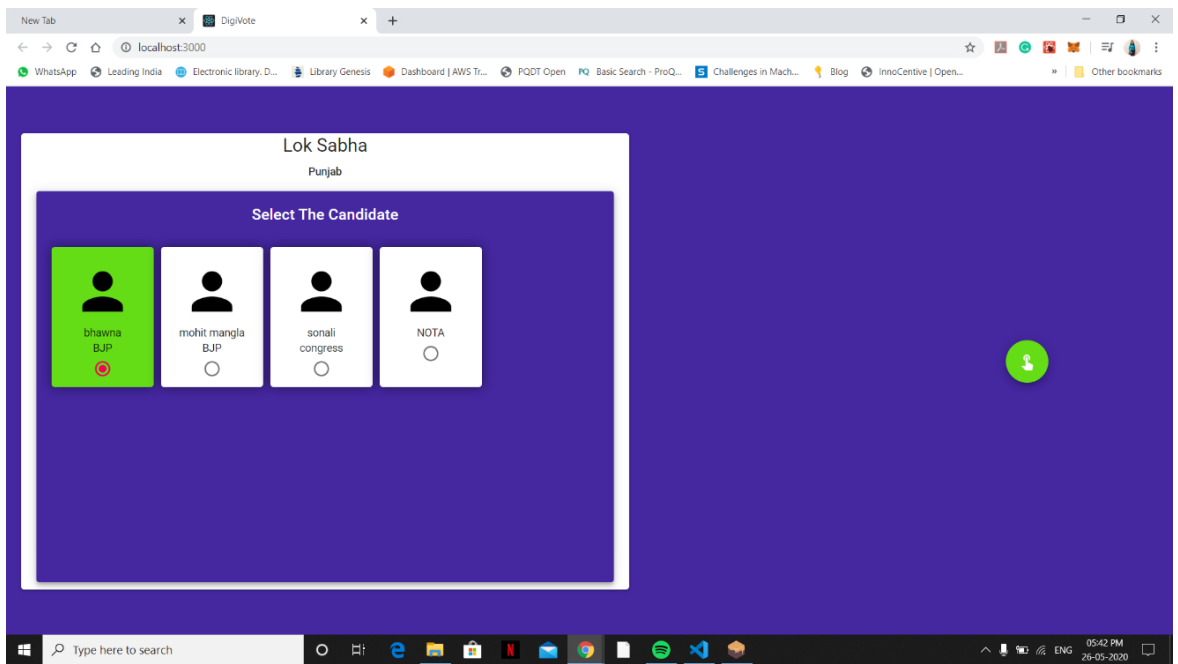 New Tab
DigiVote
localhost:3000
WhatsApp Leading India Electronic library. D... Library Genesis Dashboard | AWS Tr... PQDT Open PQ Basic Search - ProQ... S Challenges in Mach... Blog InnoCentive | Open... » Other bookmarks
Lok Sabha
Punjab
Select The Candidate
bhawna
BJP
mohit mangla
BJP
sonali
congress
NOTA
Type here to search
N
ENG
05:42 PM
26-05-2020